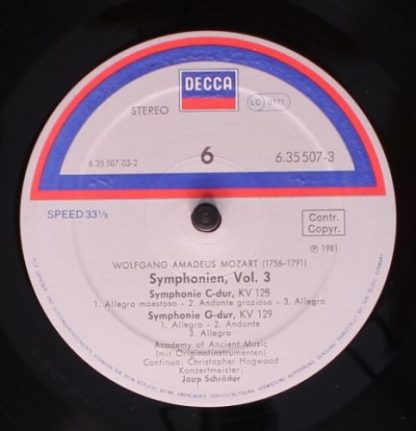 DECCA
STEREO
LC 0171
6
6.35 507-03-2
6.35 507-3
SPEED 33⅓
Contr.
Copyr.
℗ 1981
WOLFGANG AMADEUS MOZART (1756–1791)
Symphonien, Vol. 3
Symphonie C-dur, KV 128
1. Allegro maestoso - 2. Andante grazioso - 3. Allegro
Symphonie G-dur, KV 129
1. Allegro - 2. Andante
3. Allegro
Academy of Ancient Music
(mit Originalinstrumenten)
Continuo: Christopher Hogwood
Konzertmeister:
Jaap Schröder